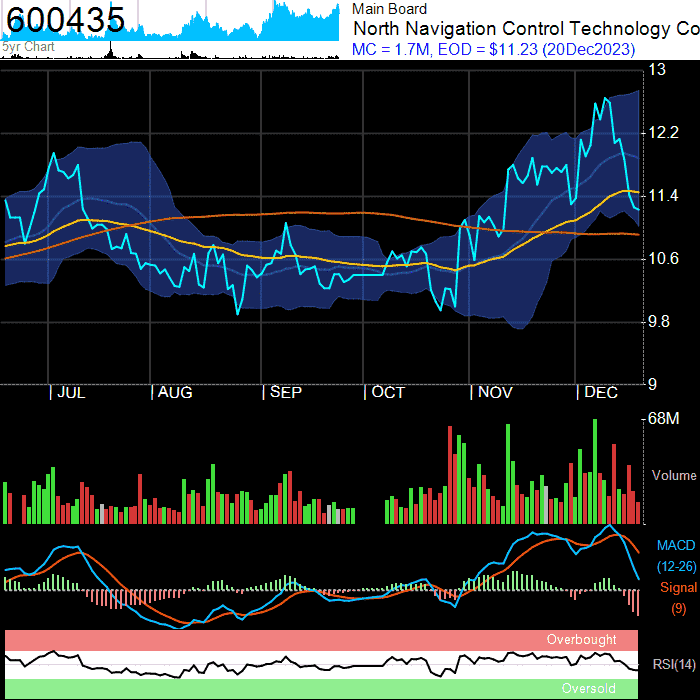 600435
5yr Chart
Main Board
North Navigation Control Technology Co
MC = 1.7M, EOD = $11.23 (20Dec2023)
13
12.2
11.4
10.6
9.8
9
JUL AUG SEP OCT NOV DEC
68M
Volume
MACD
(12-26)
Signal
(9)
Overbought
RSI(14)
Oversold